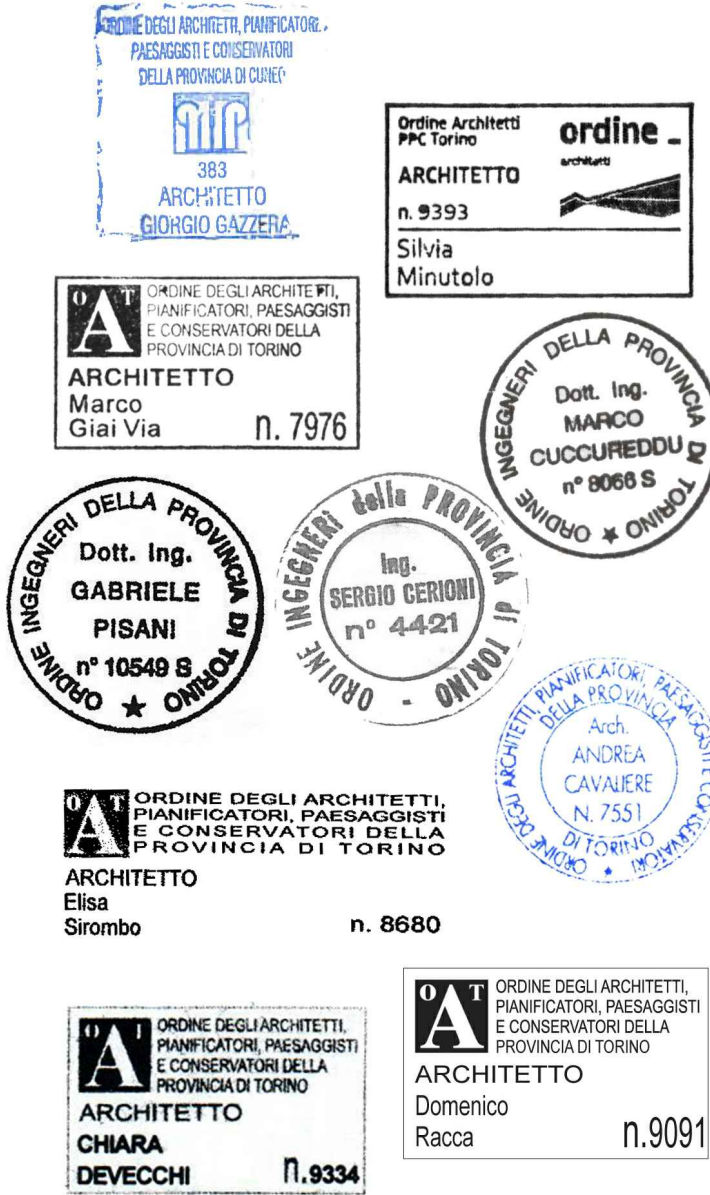 ORDINE DEGLI ARCHITETTI, PIANIFICATORI,
PAESAGGISTI E CONSERVATORI
DELLA PROVINCIA DI CUNEO
383
ARCHITETTO
GIORGIO GAZZERA
Ordine Architetti
PPC Torino
ordine
architetti
ARCHITETTO
n. 9393
Silvia
Minutolo
O A T
ORDINE DEGLI ARCHITETTI,
PIANIFICATORI, PAESAGGISTI
E CONSERVATORI DELLA
PROVINCIA DI TORINO
ARCHITETTO
Marco
Giai Via
n. 7976
ORDINE INGEGNERI DELLA PROVINCIA DI TORINO
Dott. Ing.
MARCO
CUCCUREDDU
n° 8066 S
ORDINE INGEGNERI DELLA PROVINCIA DI TORINO
Dott. Ing.
GABRIELE
PISANI
n° 10549 S
ORDINE INGEGNERI della PROVINCIA di TORINO -
Ing.
SERGIO CERIONI
n° 4421
ORDINE DEGLI ARCHITETTI, PIANIFICATORI, PAESAGGISTI E CONSERVATORI
DELLA PROVINCIA
Arch.
ANDREA
CAVALIERE
N. 7551
DI TORINO
O A T
ORDINE DEGLI ARCHITETTI,
PIANIFICATORI, PAESAGGISTI
E CONSERVATORI DELLA
PROVINCIA DI TORINO
ARCHITETTO
Elisa
Sirombo
n. 8680
O A T
ORDINE DEGLI ARCHITETTI,
PIANIFICATORI, PAESAGGISTI
E CONSERVATORI DELLA
PROVINCIA DI TORINO
ARCHITETTO
CHIARA
DEVECCHI
n.9334
O A T
ORDINE DEGLI ARCHITETTI,
PIANIFICATORI, PAESAGGISTI
E CONSERVATORI DELLA
PROVINCIA DI TORINO
ARCHITETTO
Domenico
Racca
n.9091